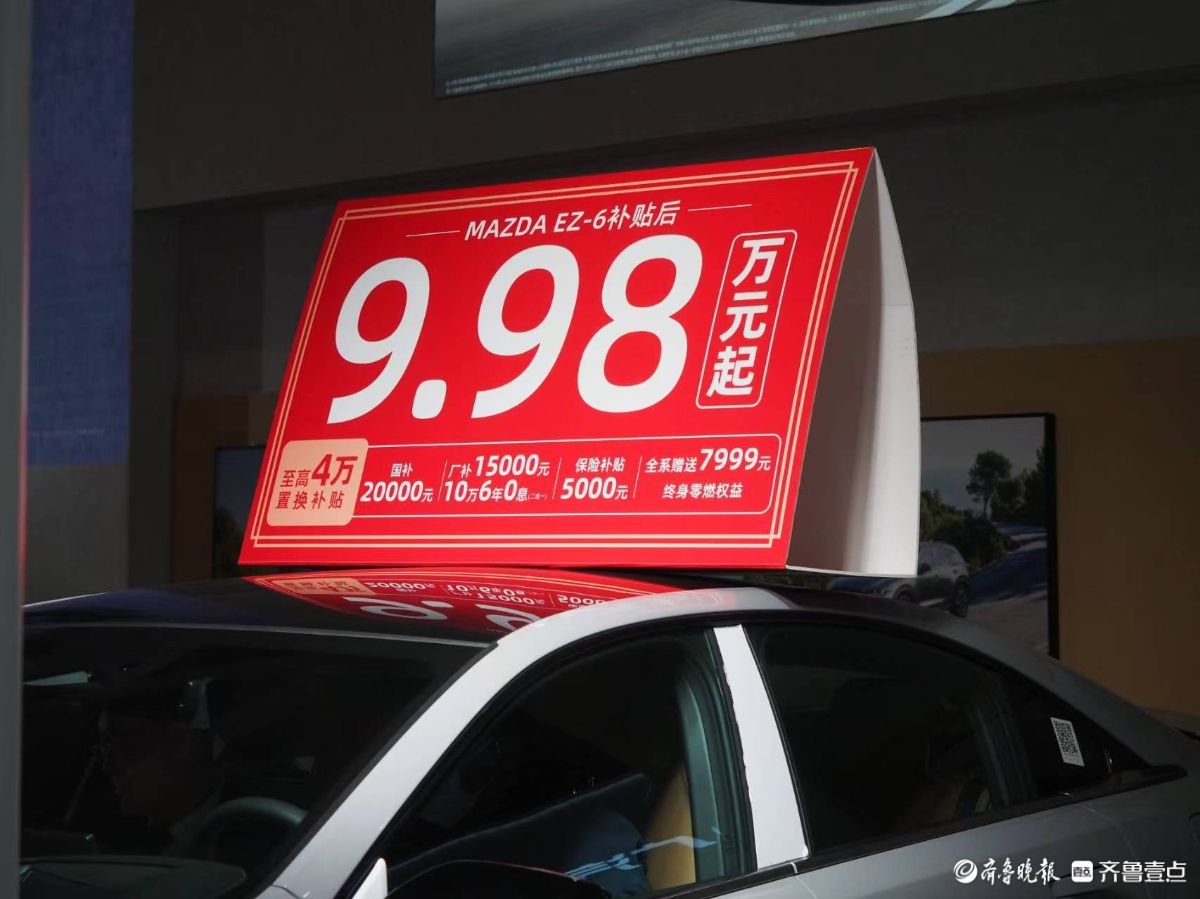 MAZDA EZ-6补贴后
9.98
万元起
至高4万
置换补贴
国补
20000元
厂补15000元
10万6年0息(二选一)
保险补贴
5000元
全系赠送7999元
终身零燃权益
齐鲁晚报 齐鲁壹点